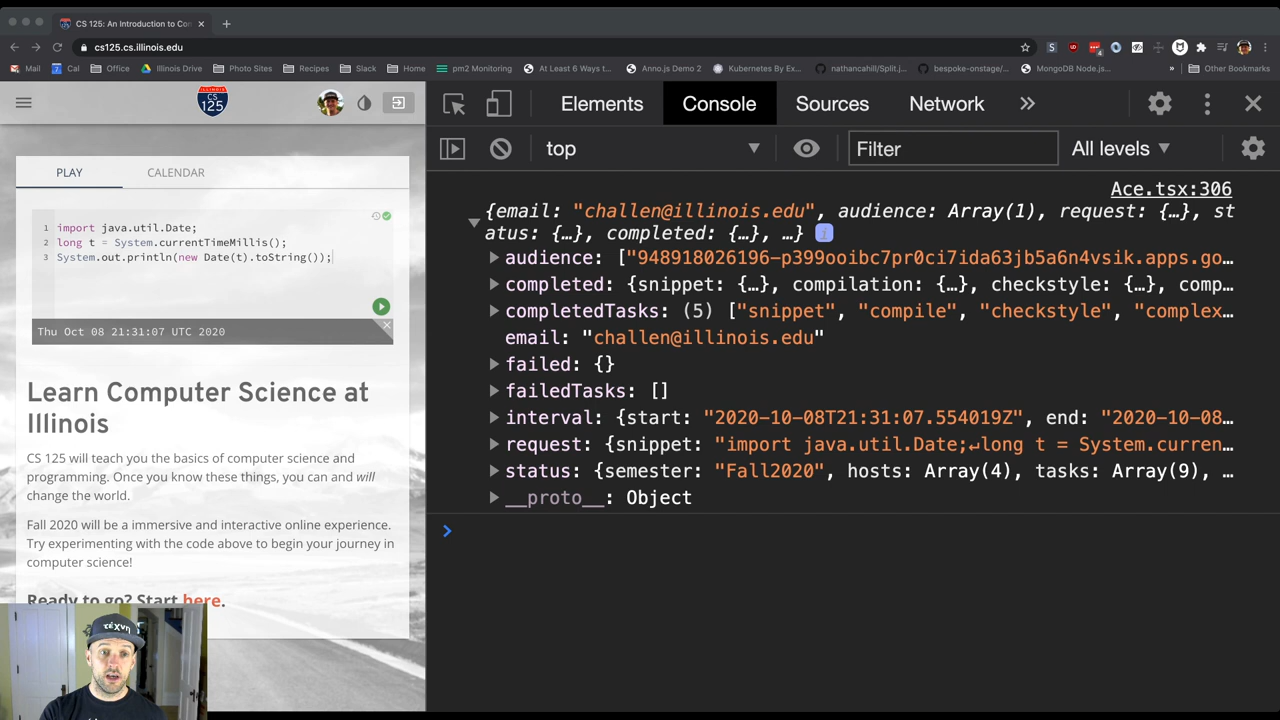 CS 125: An Introduction to Con
cs125.cs.illinois.edu
Mail Cal Office Illinois Drive Photo Sites Recipes Slack Home pm2 Monitoring At Least 6 Ways t... Anno.js Demo 2 Kubernetes By Ex... nathancahill/Split.j... bespoke-onstage/... MongoDB Node.js... » Other Bookmarks
ILLINOIS
CS
125
PLAY CALENDAR
1 import java.util.Date;
2 long t = System.currentTimeMillis();
3 System.out.println(new Date(t).toString());
Thu Oct 08 21:31:07 UTC 2020
Learn Computer Science at
Illinois
CS 125 will teach you the basics of computer science and
programming. Once you know these things, you can and will
change the world.
Fall 2020 will be a immersive and interactive online experience.
Try experimenting with the code above to begin your journey in
computer science!
Ready to go? Start here.
τέχνη
Elements Console Sources Network »
top Filter All levels
Ace.tsx:306
{email: "challen@illinois.edu", audience: Array(1), request: {…}, st
atus: {…}, completed: {…}, …} i
audience: ["948918026196-p399ooibc7pr0ci7ida63jb5a6n4vsik.apps.go…
completed: {snippet: {…}, compilation: {…}, checkstyle: {…}, comp…
completedTasks: (5) ["snippet", "compile", "checkstyle", "complex…
email: "challen@illinois.edu"
failed: {}
failedTasks: []
interval: {start: "2020-10-08T21:31:07.554019Z", end: "2020-10-08…
request: {snippet: "import java.util.Date;↵long t = System.curren…
status: {semester: "Fall2020", hosts: Array(4), tasks: Array(9), …
__proto__: Object